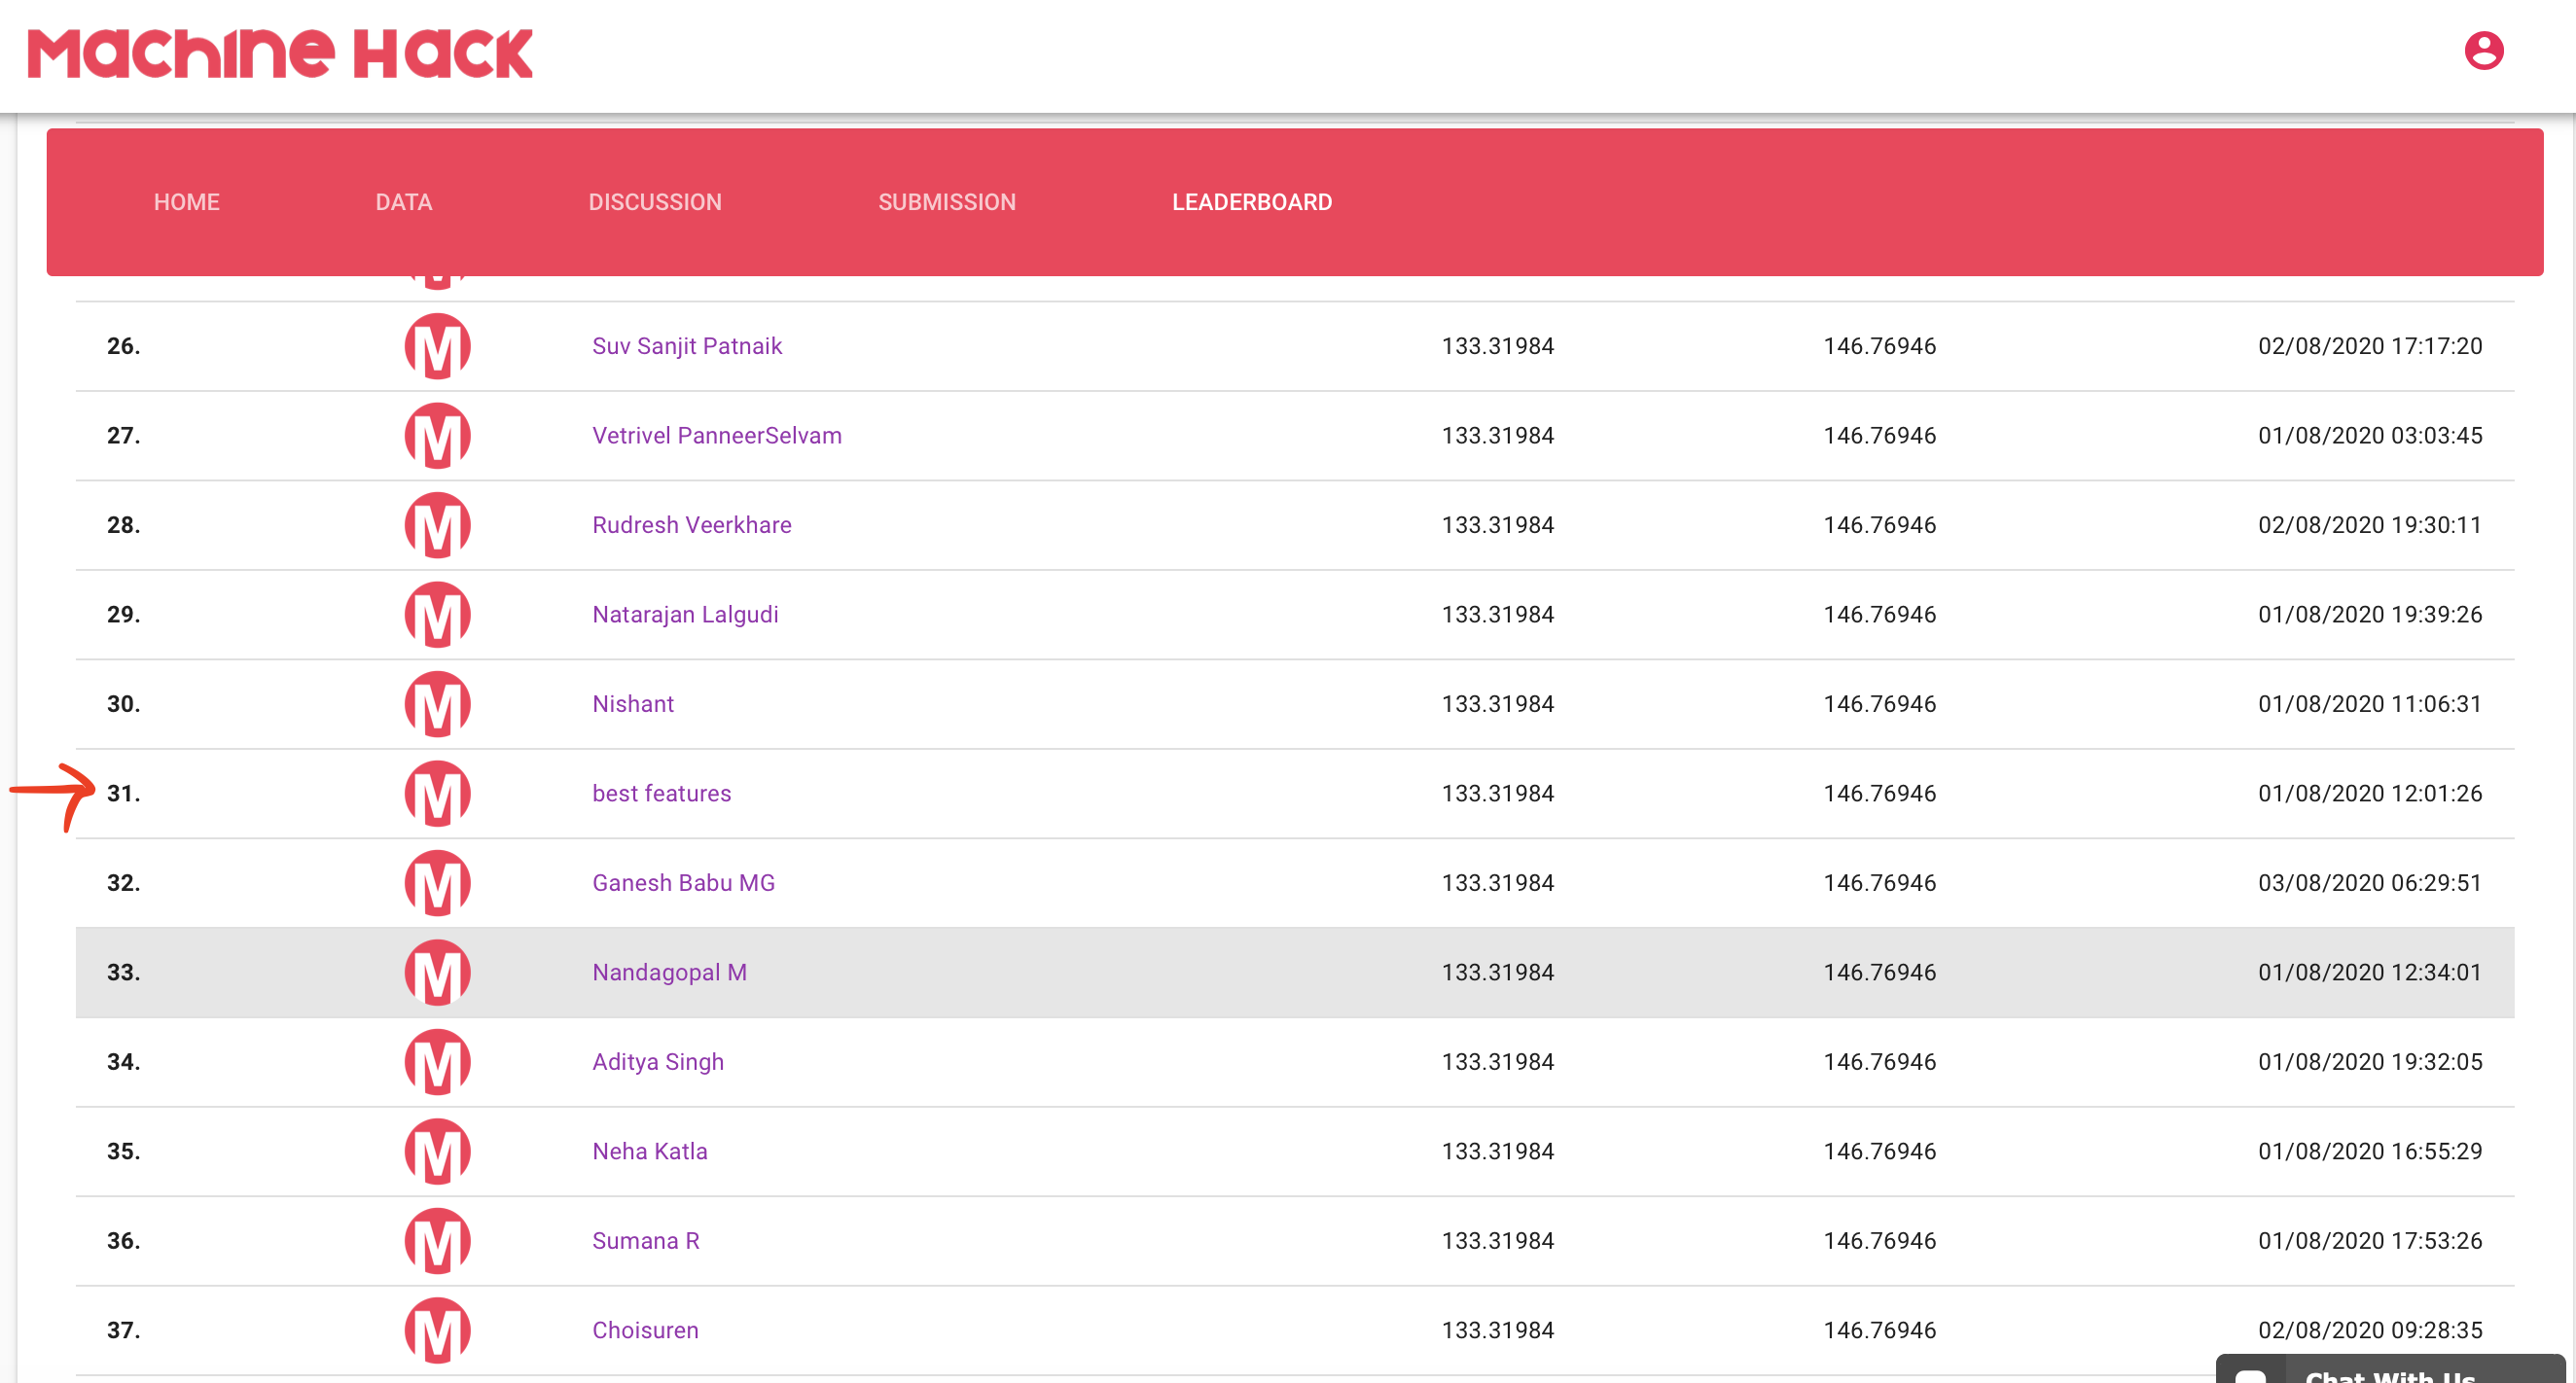 Machine Hack
HOME DATA DISCUSSION SUBMISSION LEADERBOARD
26. M Suv Sanjit Patnaik 133.31984 146.76946 02/08/2020 17:17:20
27. M Vetrivel PanneerSelvam 133.31984 146.76946 01/08/2020 03:03:45
28. M Rudresh Veerkhare 133.31984 146.76946 02/08/2020 19:30:11
29. M Natarajan Lalgudi 133.31984 146.76946 01/08/2020 19:39:26
30. M Nishant 133.31984 146.76946 01/08/2020 11:06:31
31. M best features 133.31984 146.76946 01/08/2020 12:01:26
32. M Ganesh Babu MG 133.31984 146.76946 03/08/2020 06:29:51
33. M Nandagopal M 133.31984 146.76946 01/08/2020 12:34:01
34. M Aditya Singh 133.31984 146.76946 01/08/2020 19:32:05
35. M Neha Katla 133.31984 146.76946 01/08/2020 16:55:29
36. M Sumana R 133.31984 146.76946 01/08/2020 17:53:26
37. M Choisuren 133.31984 146.76946 02/08/2020 09:28:35
Chat With Us